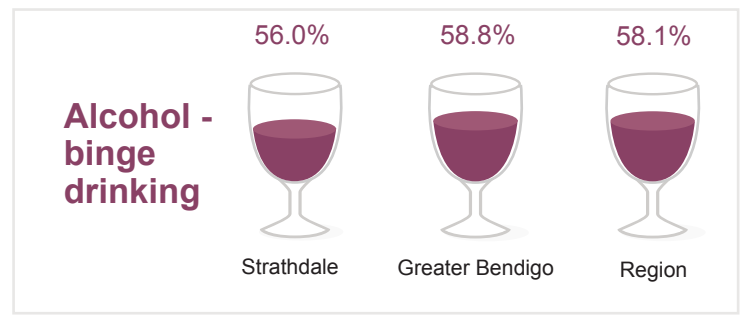 56.0% 58.8% 58.1%
Alcohol -
binge
drinking
Strathdale Greater Bendigo Region